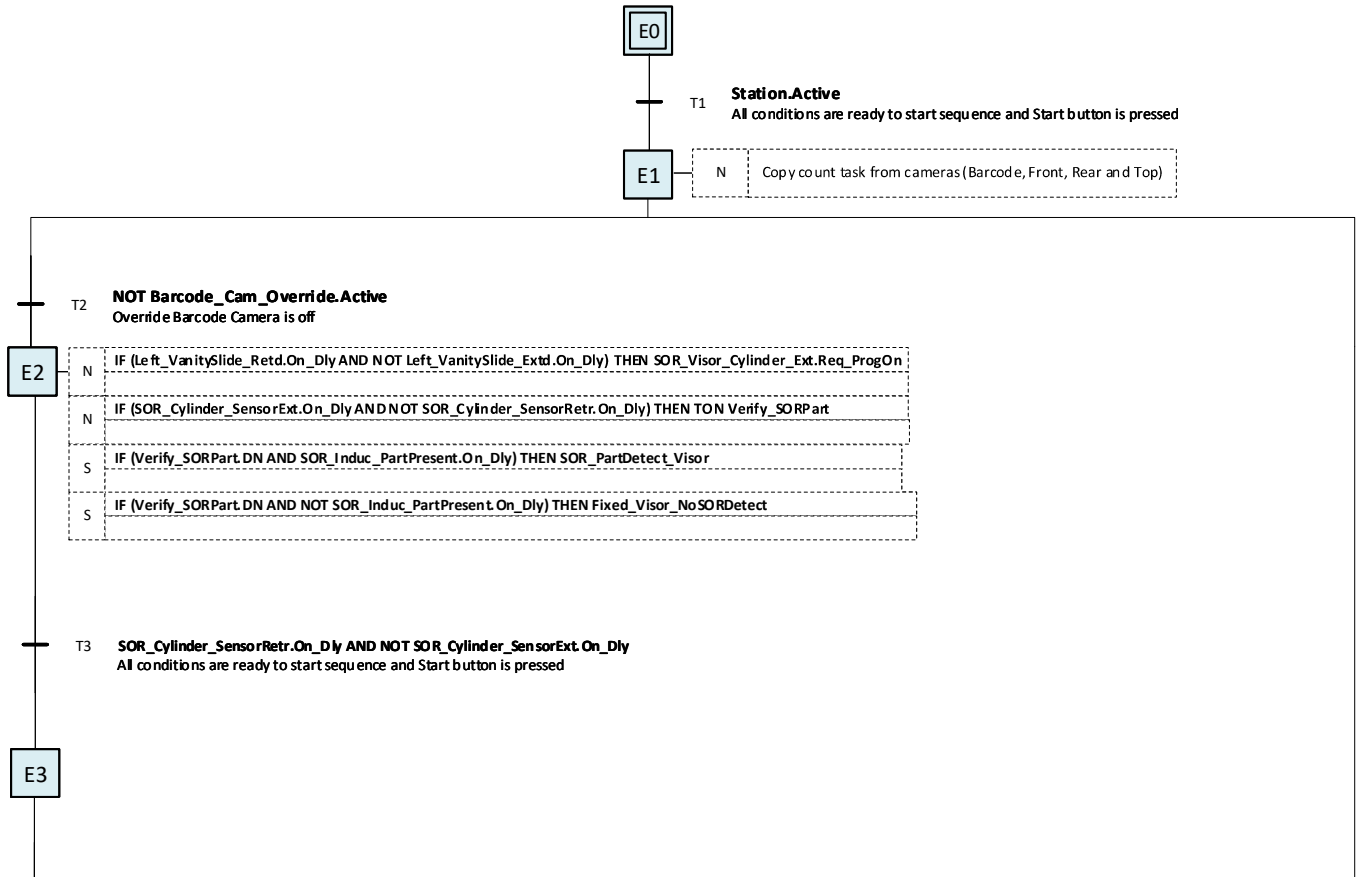 E0
T1
Station.Active
All conditions are ready to start sequence and Start button is pressed
E1
N
Copy count task from cameras (Barcode, Front, Rear and Top)
T2
NOT Barcode_Cam_Override.Active
Override Barcode Camera is off
E2
N
IF (Left_VanitySlide_Retd.On_Dly AND NOT Left_VanitySlide_Extd.On_Dly) THEN SOR_Visor_Cylinder_Ext.Req_ProgOn
N
IF (SOR_Cylinder_SensorExt.On_Dly AND NOT SOR_Cylinder_SensorRetr.On_Dly) THEN TON Verify_SORPart
S
IF (Verify_SORPart.DN AND SOR_Induc_PartPresent.On_Dly) THEN SOR_PartDetect_Visor
S
IF (Verify_SORPart.DN AND NOT SOR_Induc_PartPresent.On_Dly) THEN Fixed_Visor_NoSORDetect
T3
SOR_Cylinder_SensorRetr.On_Dly AND NOT SOR_Cylinder_SensorExt.On_Dly
All conditions are ready to start sequence and Start button is pressed
E3